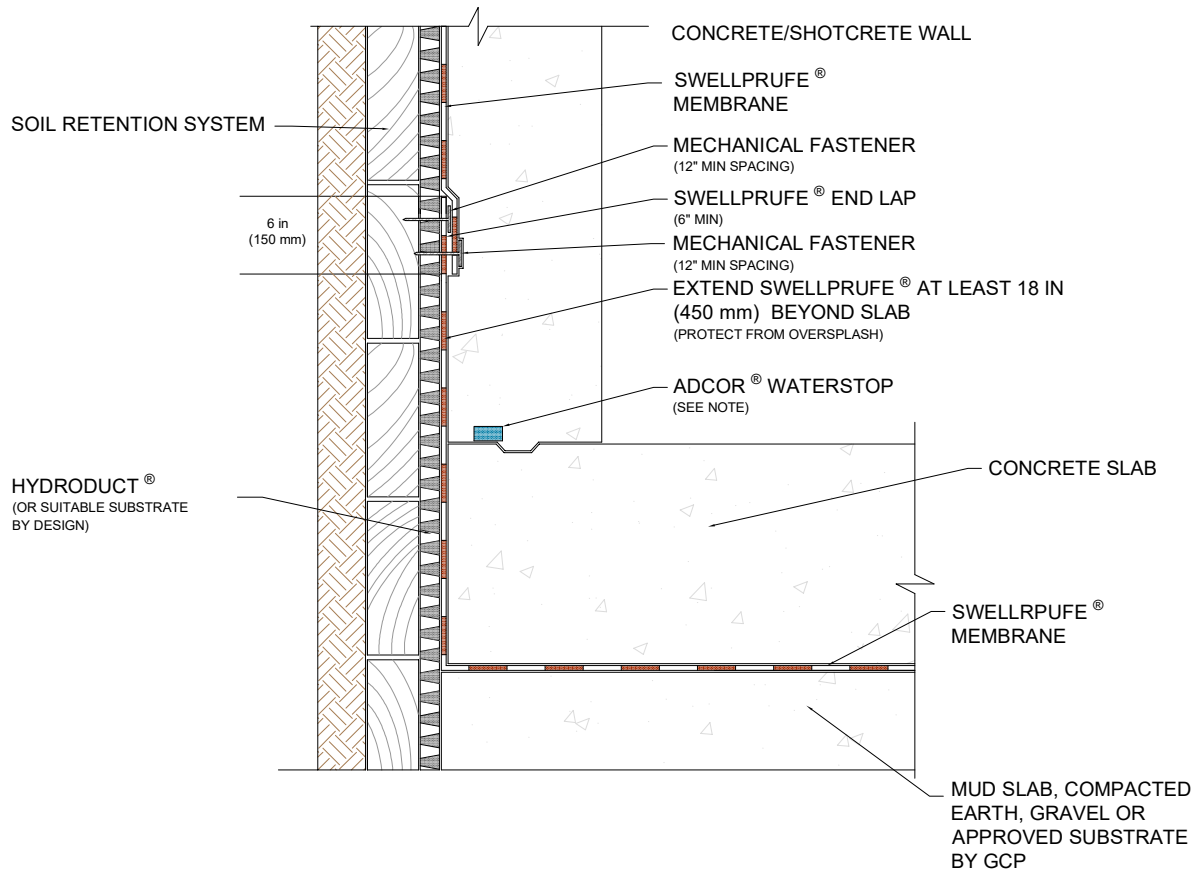 CONCRETE/SHOTCRETE WALL
SWELLPRUFE ®
MEMBRANE
SOIL RETENTION SYSTEM
MECHANICAL FASTENER
(12" MIN SPACING)
SWELLPRUFE ® END LAP
(6" MIN)
6 in
(150 mm)
MECHANICAL FASTENER
(12" MIN SPACING)
EXTEND SWELLPRUFE ® AT LEAST 18 IN
(450 mm) BEYOND SLAB
(PROTECT FROM OVERSPLASH)
ADCOR ® WATERSTOP
(SEE NOTE)
CONCRETE SLAB
HYDRODUCT ®
(OR SUITABLE SUBSTRATE
BY DESIGN)
SWELLRPUFE ®
MEMBRANE
MUD SLAB, COMPACTED
EARTH, GRAVEL OR
APPROVED SUBSTRATE
BY GCP